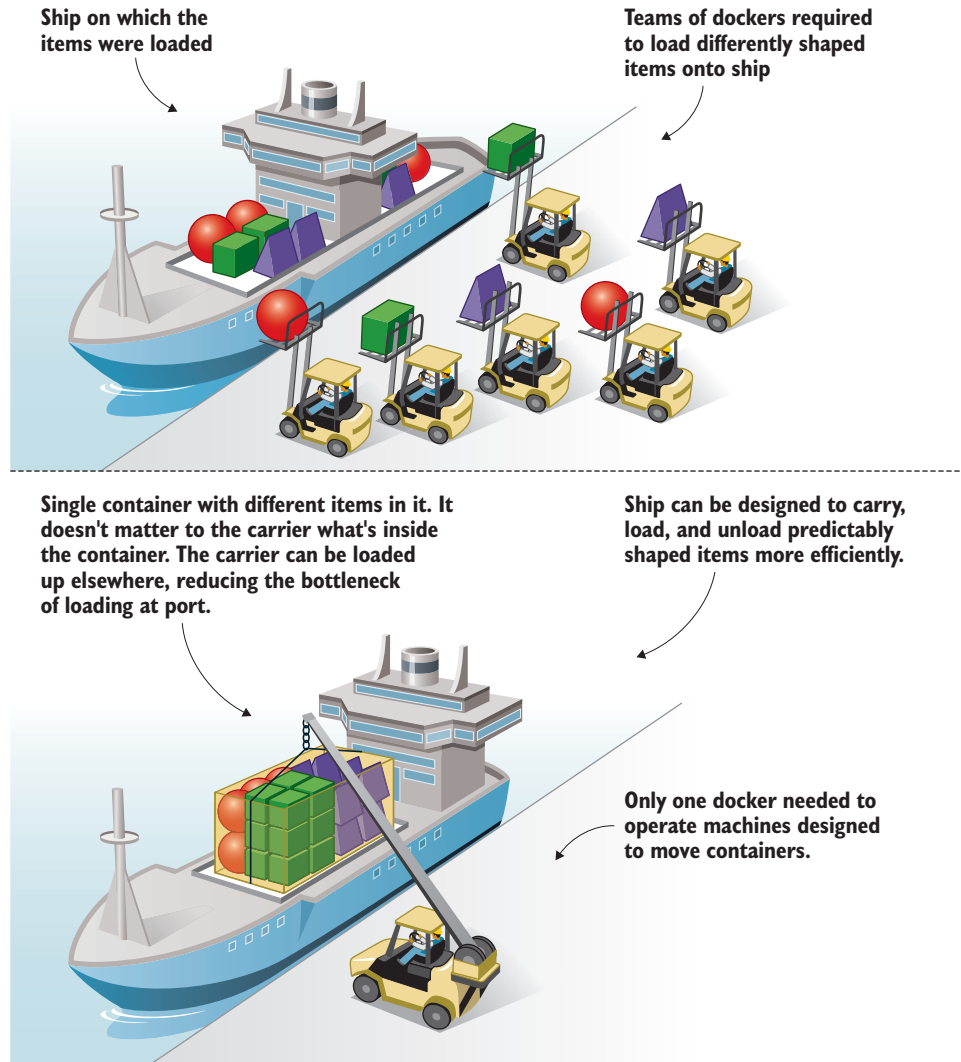 Ship on which the
items were loaded
Teams of dockers required
to load differently shaped
items onto ship
Single container with different items in it. It
doesn't matter to the carrier what's inside
the container. The carrier can be loaded
up elsewhere, reducing the bottleneck
of loading at port.
Ship can be designed to carry,
load, and unload predictably
shaped items more efficiently.
Only one docker needed to
operate machines designed
to move containers.